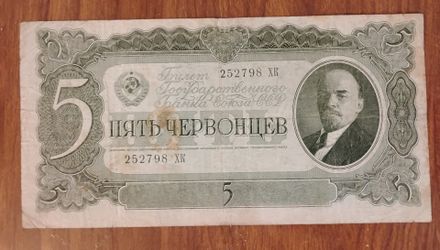 Билет 252798 ХК
Государственного
Банка Союза ССР
5
ПЯТЬ ЧЕРВОНЦЕВ
252798 ХК
5